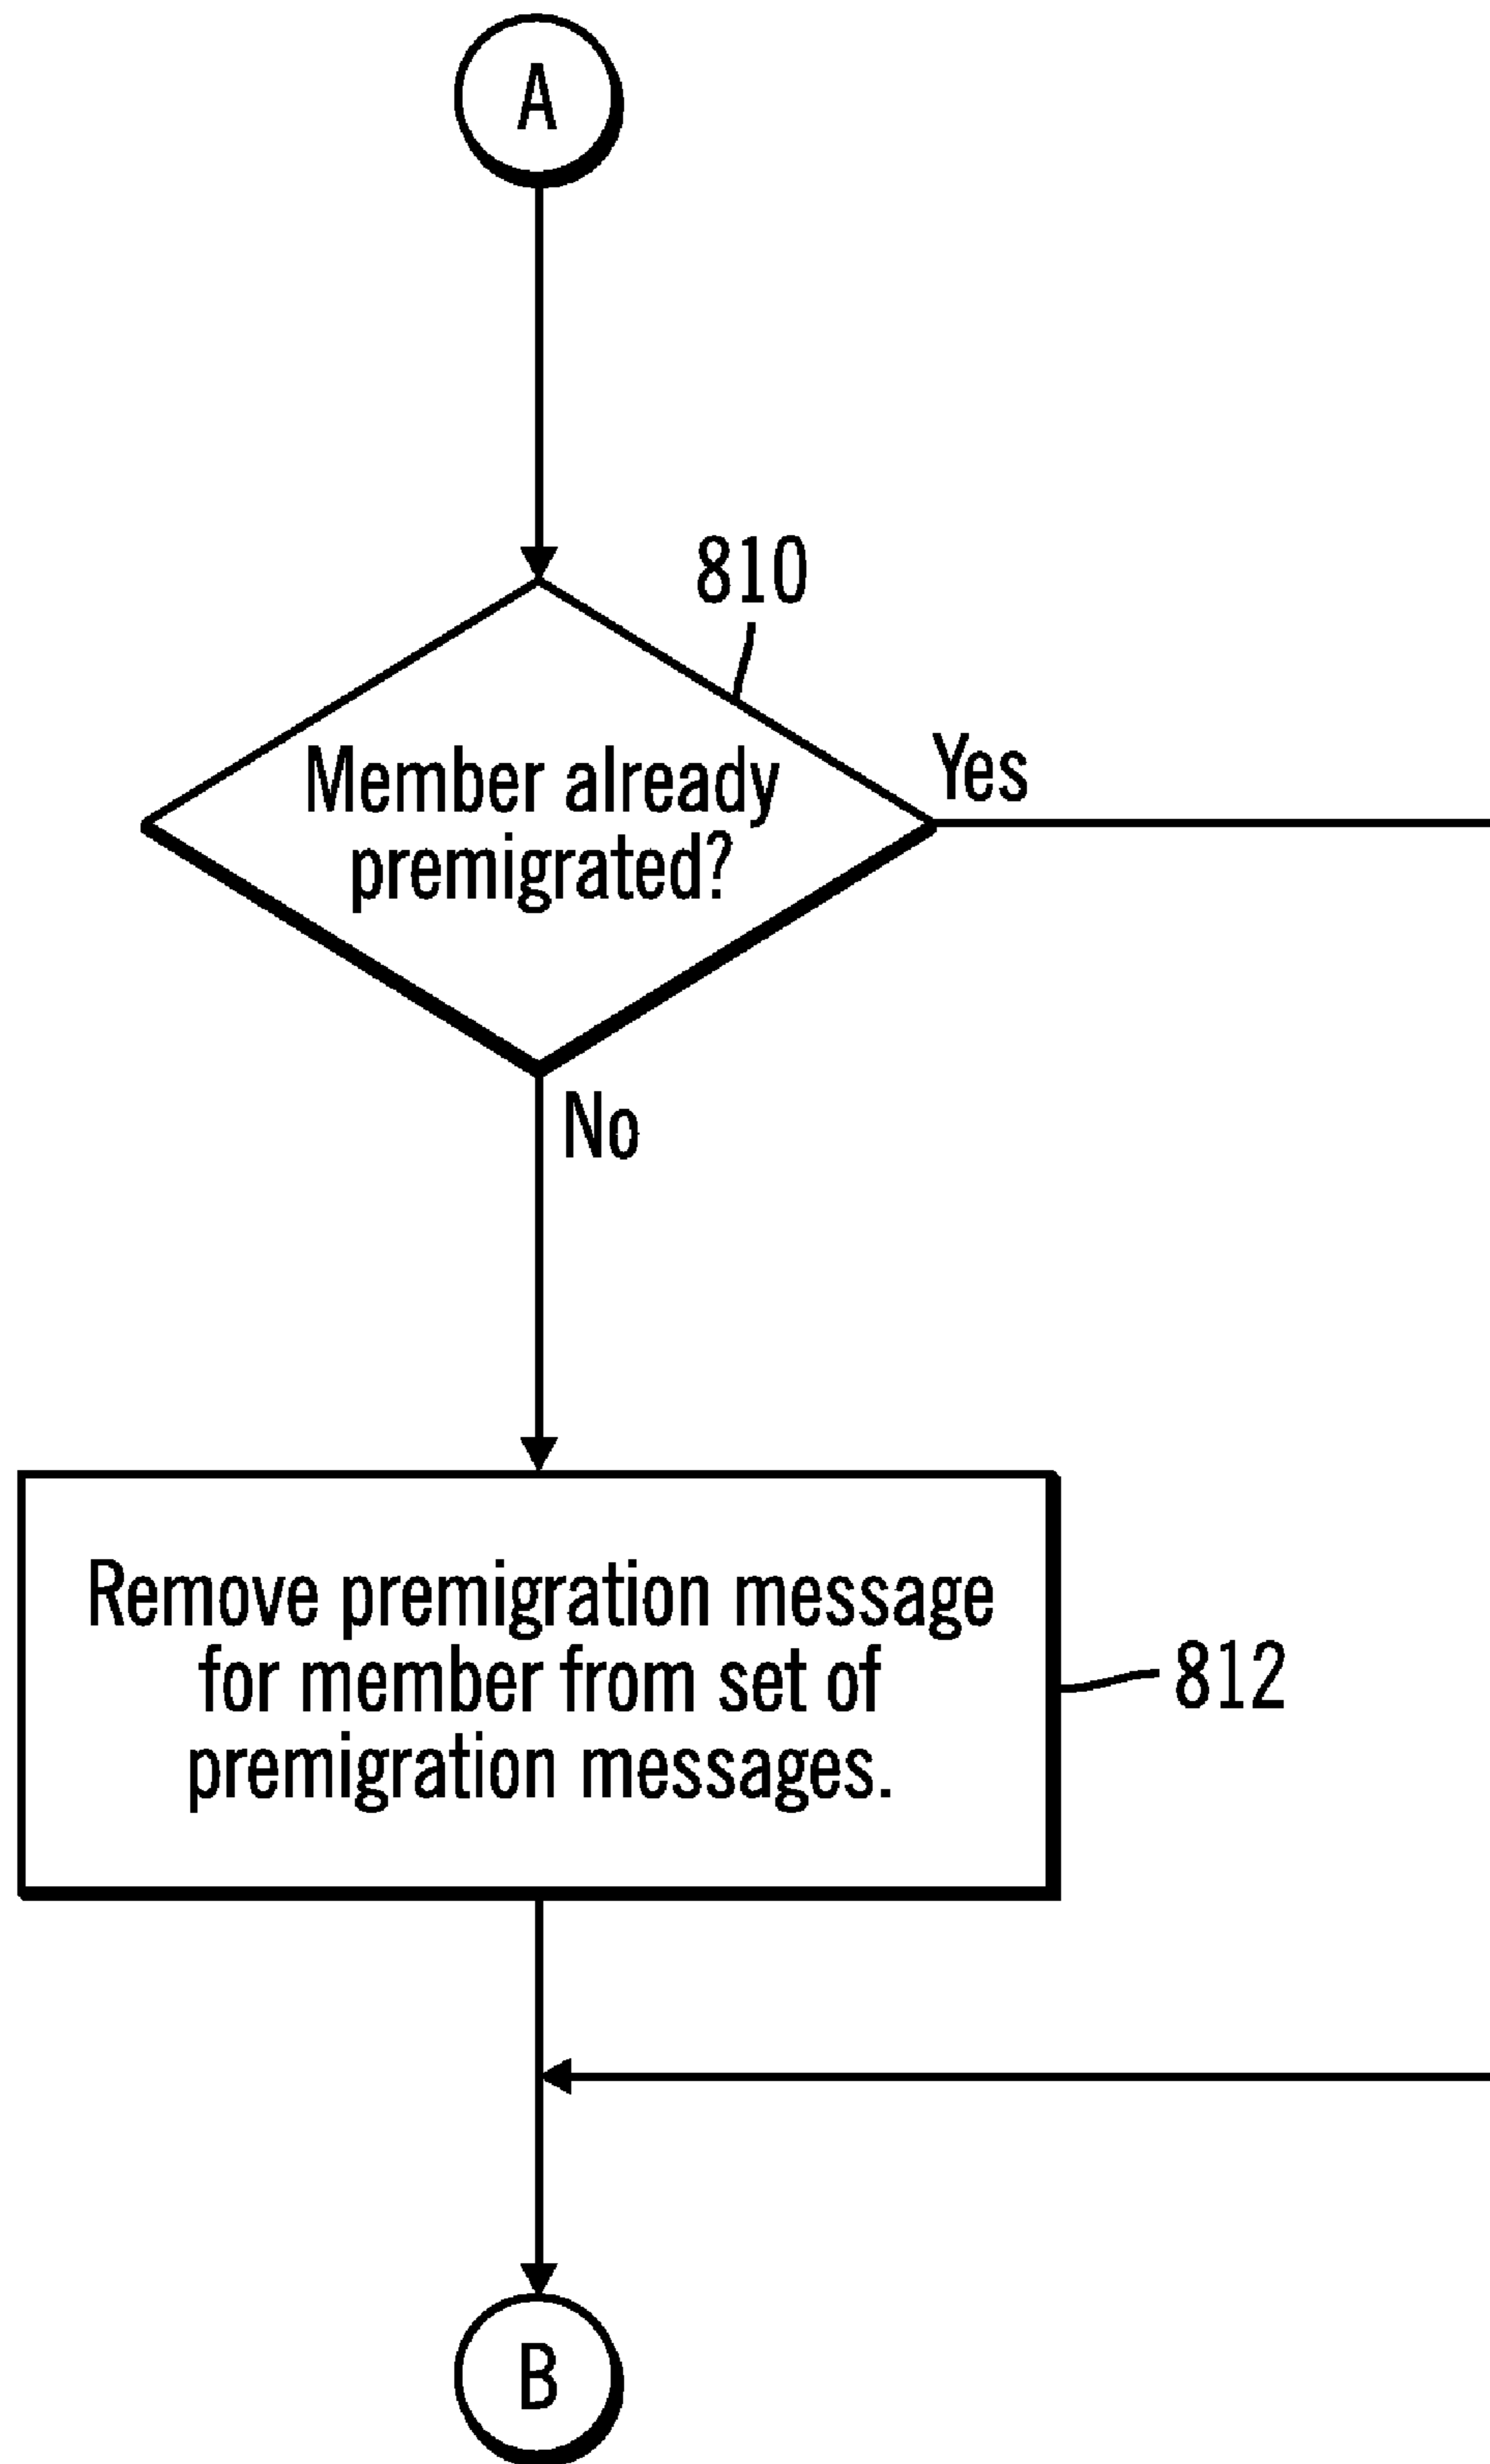 A
810
Member already
premigrated?
Yes
No
Remove premigration message
for member from set of
premigration messages.
812
B